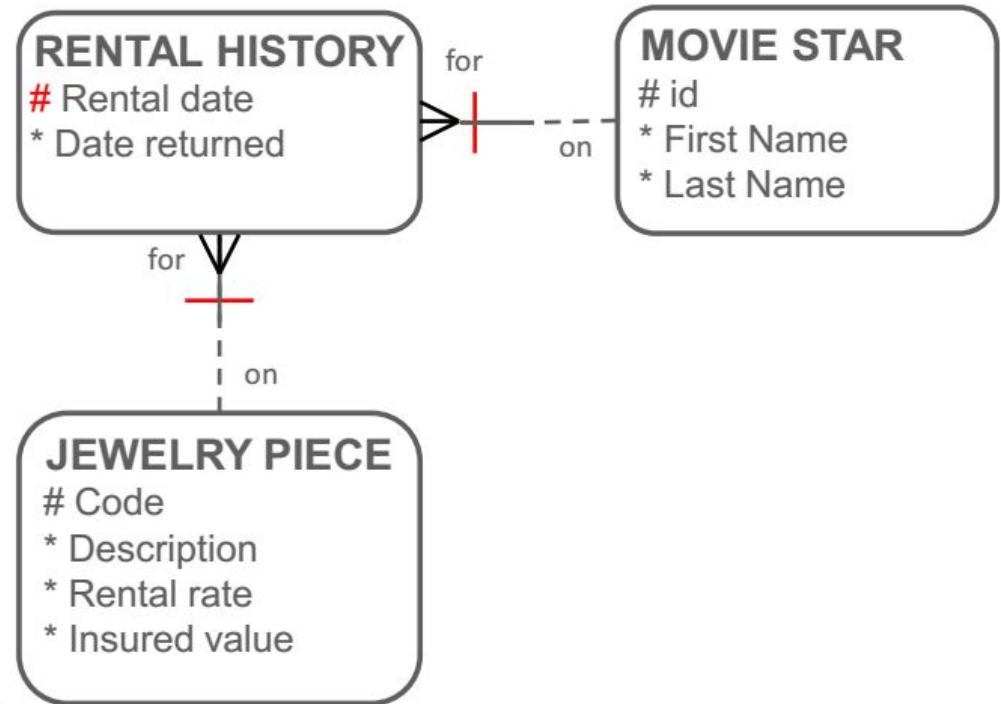 RENTAL HISTORY
# Rental date
* Date returned
for
on
MOVIE STAR
# id
* First Name
* Last Name
for
on
JEWELRY PIECE
# Code
* Description
* Rental rate
* Insured value